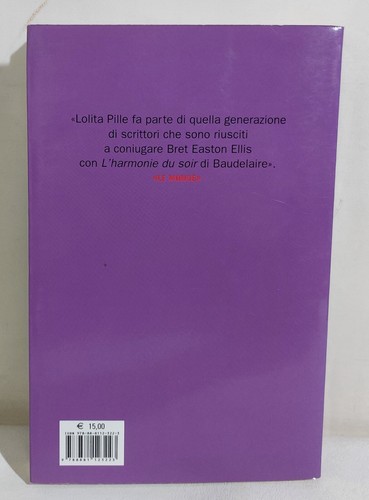 «Lolita Pille fa parte di quella generazione
di scrittori che sono riusciti
a coniugare Bret Easton Ellis
con L'harmonie du soir di Baudelaire».
€ 15,00